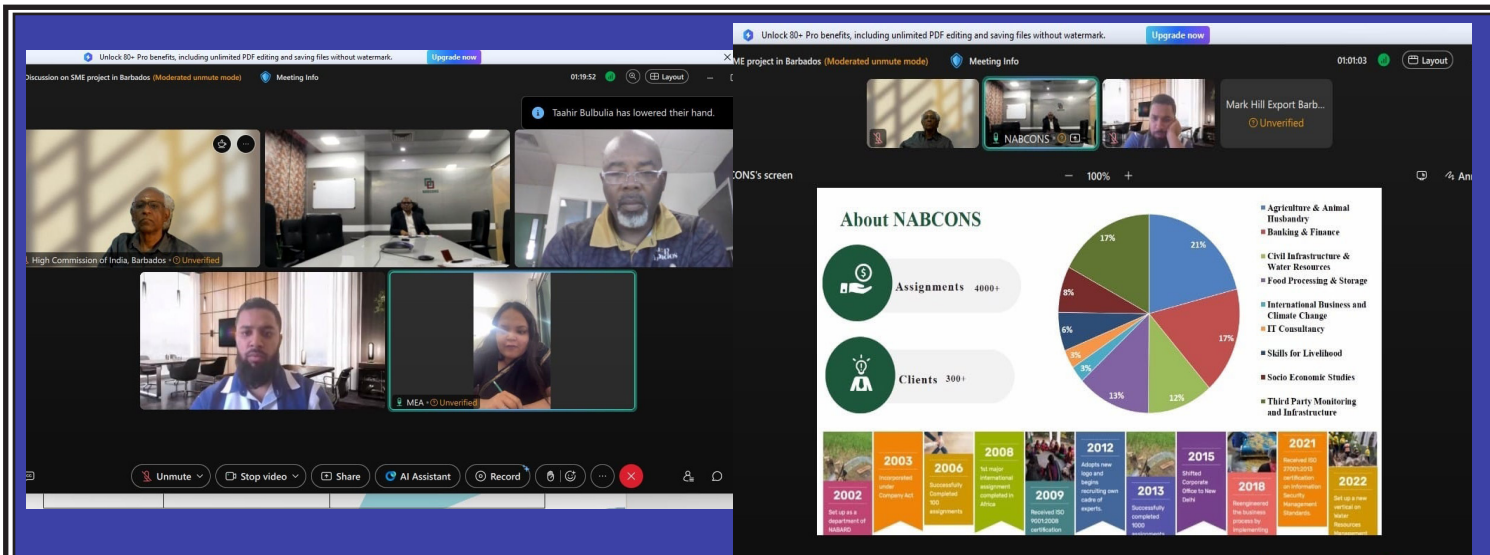 Unlock 80+ Pro benefits, including unlimited PDF editing and saving files without watermark.
Upgrade now
Discussion on SME project in Barbados (Moderated unmute mode)
Meeting Info
01:19:52
Layout
Taahir Bulbulia has lowered their hand.
High Commission of India, Barbados
Unverified
MEA
Unverified
Unmute
Stop video
Share
AI Assistant
Record
Unlock 80+ Pro benefits, including unlimited PDF editing and saving files without watermark.
Upgrade now
ME project in Barbados (Moderated unmute mode)
Meeting Info
01:01:03
Layout
NABCONS
Mark Hill Export Barb...
Unverified
CONS's screen
100%
About NABCONS
Assignments 4000+
Clients 300+
21%
17%
12%
13%
3%
3%
6%
8%
17%
Agriculture & Animal
Husbandry
Banking & Finance
Civil Infrastructure &
Water Resources
Food Processing & Storage
International Business and
Climate Change
IT Consultancy
Skills for Livelihood
Socio Economic Studies
Third Party Monitoring
and Infrastructure
2002
Set up as a
department of
NABARD
2003
Incorporated
under
Company Act
2006
Successfully
Completed
100
assignments
2008
1st major
international
assignment
completed in
Africa
2009
Received ISO
9001:2008
certification
2012
Adopts new
logo and
begins
recruiting own
cadre of
experts.
2013
Successfully
completed
1000
assignments
2015
Shifted
Corporate
Office to New
Delhi
2018
Reengineered
the business
process by
implementing
2021
Received ISO
27001:2013
certification
on Information
Security
Management
Standards.
2022
Set up a new
vertical on
Water
Resources
Management